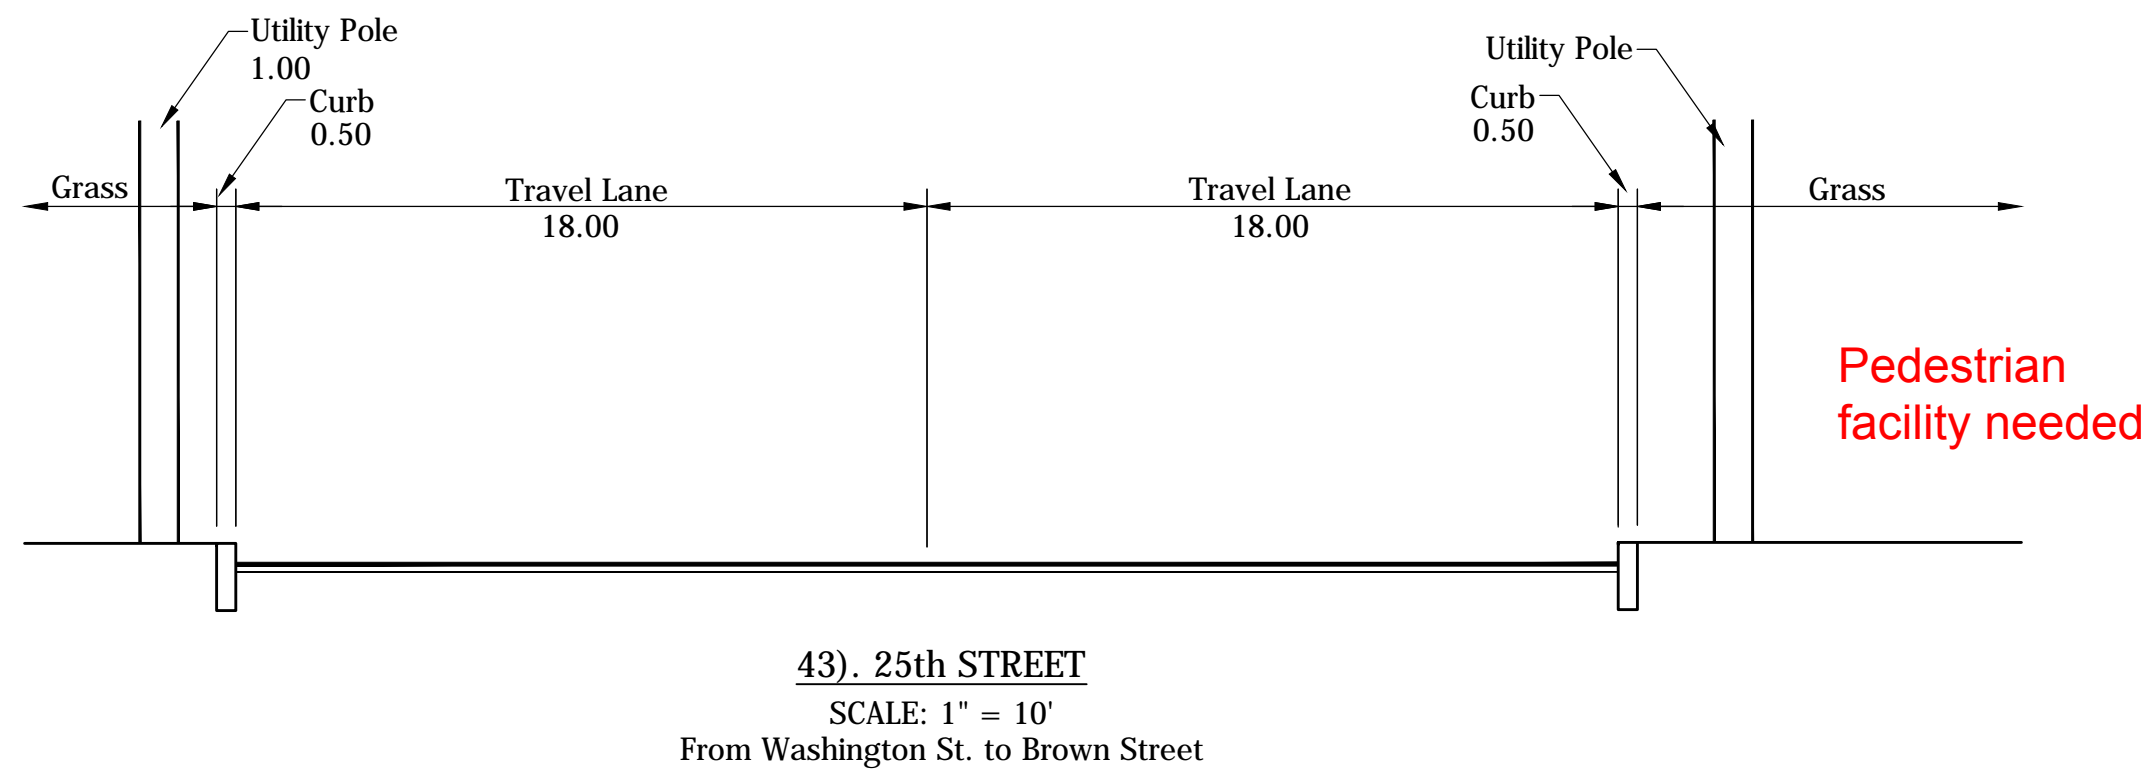 Utility Pole
1.00
Curb
0.50
Utility Pole
Curb
0.50
Grass
Travel Lane
18.00
Travel Lane
18.00
Grass
Pedestrian
facility needed
43). 25th STREET
SCALE: 1" = 10'
From Washington St. to Brown Street